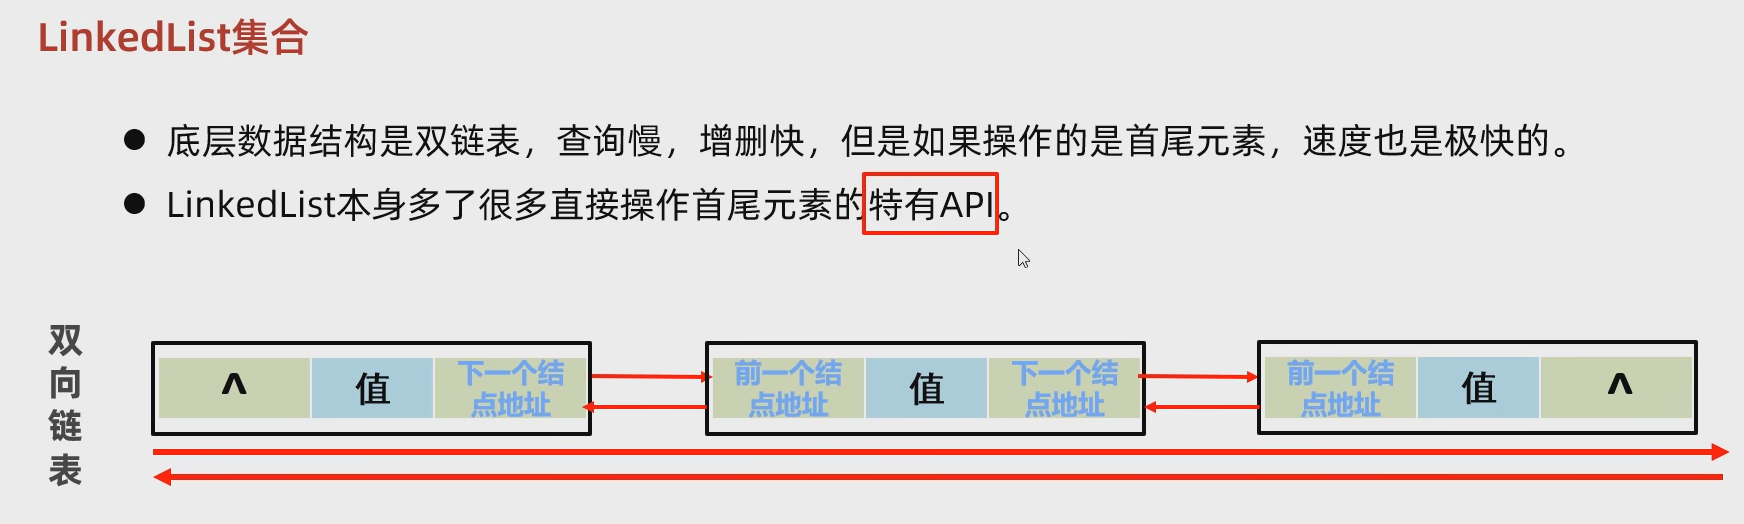 LinkedList集合
底层数据结构是双链表，查询慢，增删快，但是如果操作的是首尾元素，速度也是极快的。
LinkedList本身多了很多直接操作首尾元素的特有API。
双向链表
^ 值 下一个结点地址
前一个结点地址 值 下一个结点地址
前一个结点地址 值 ^